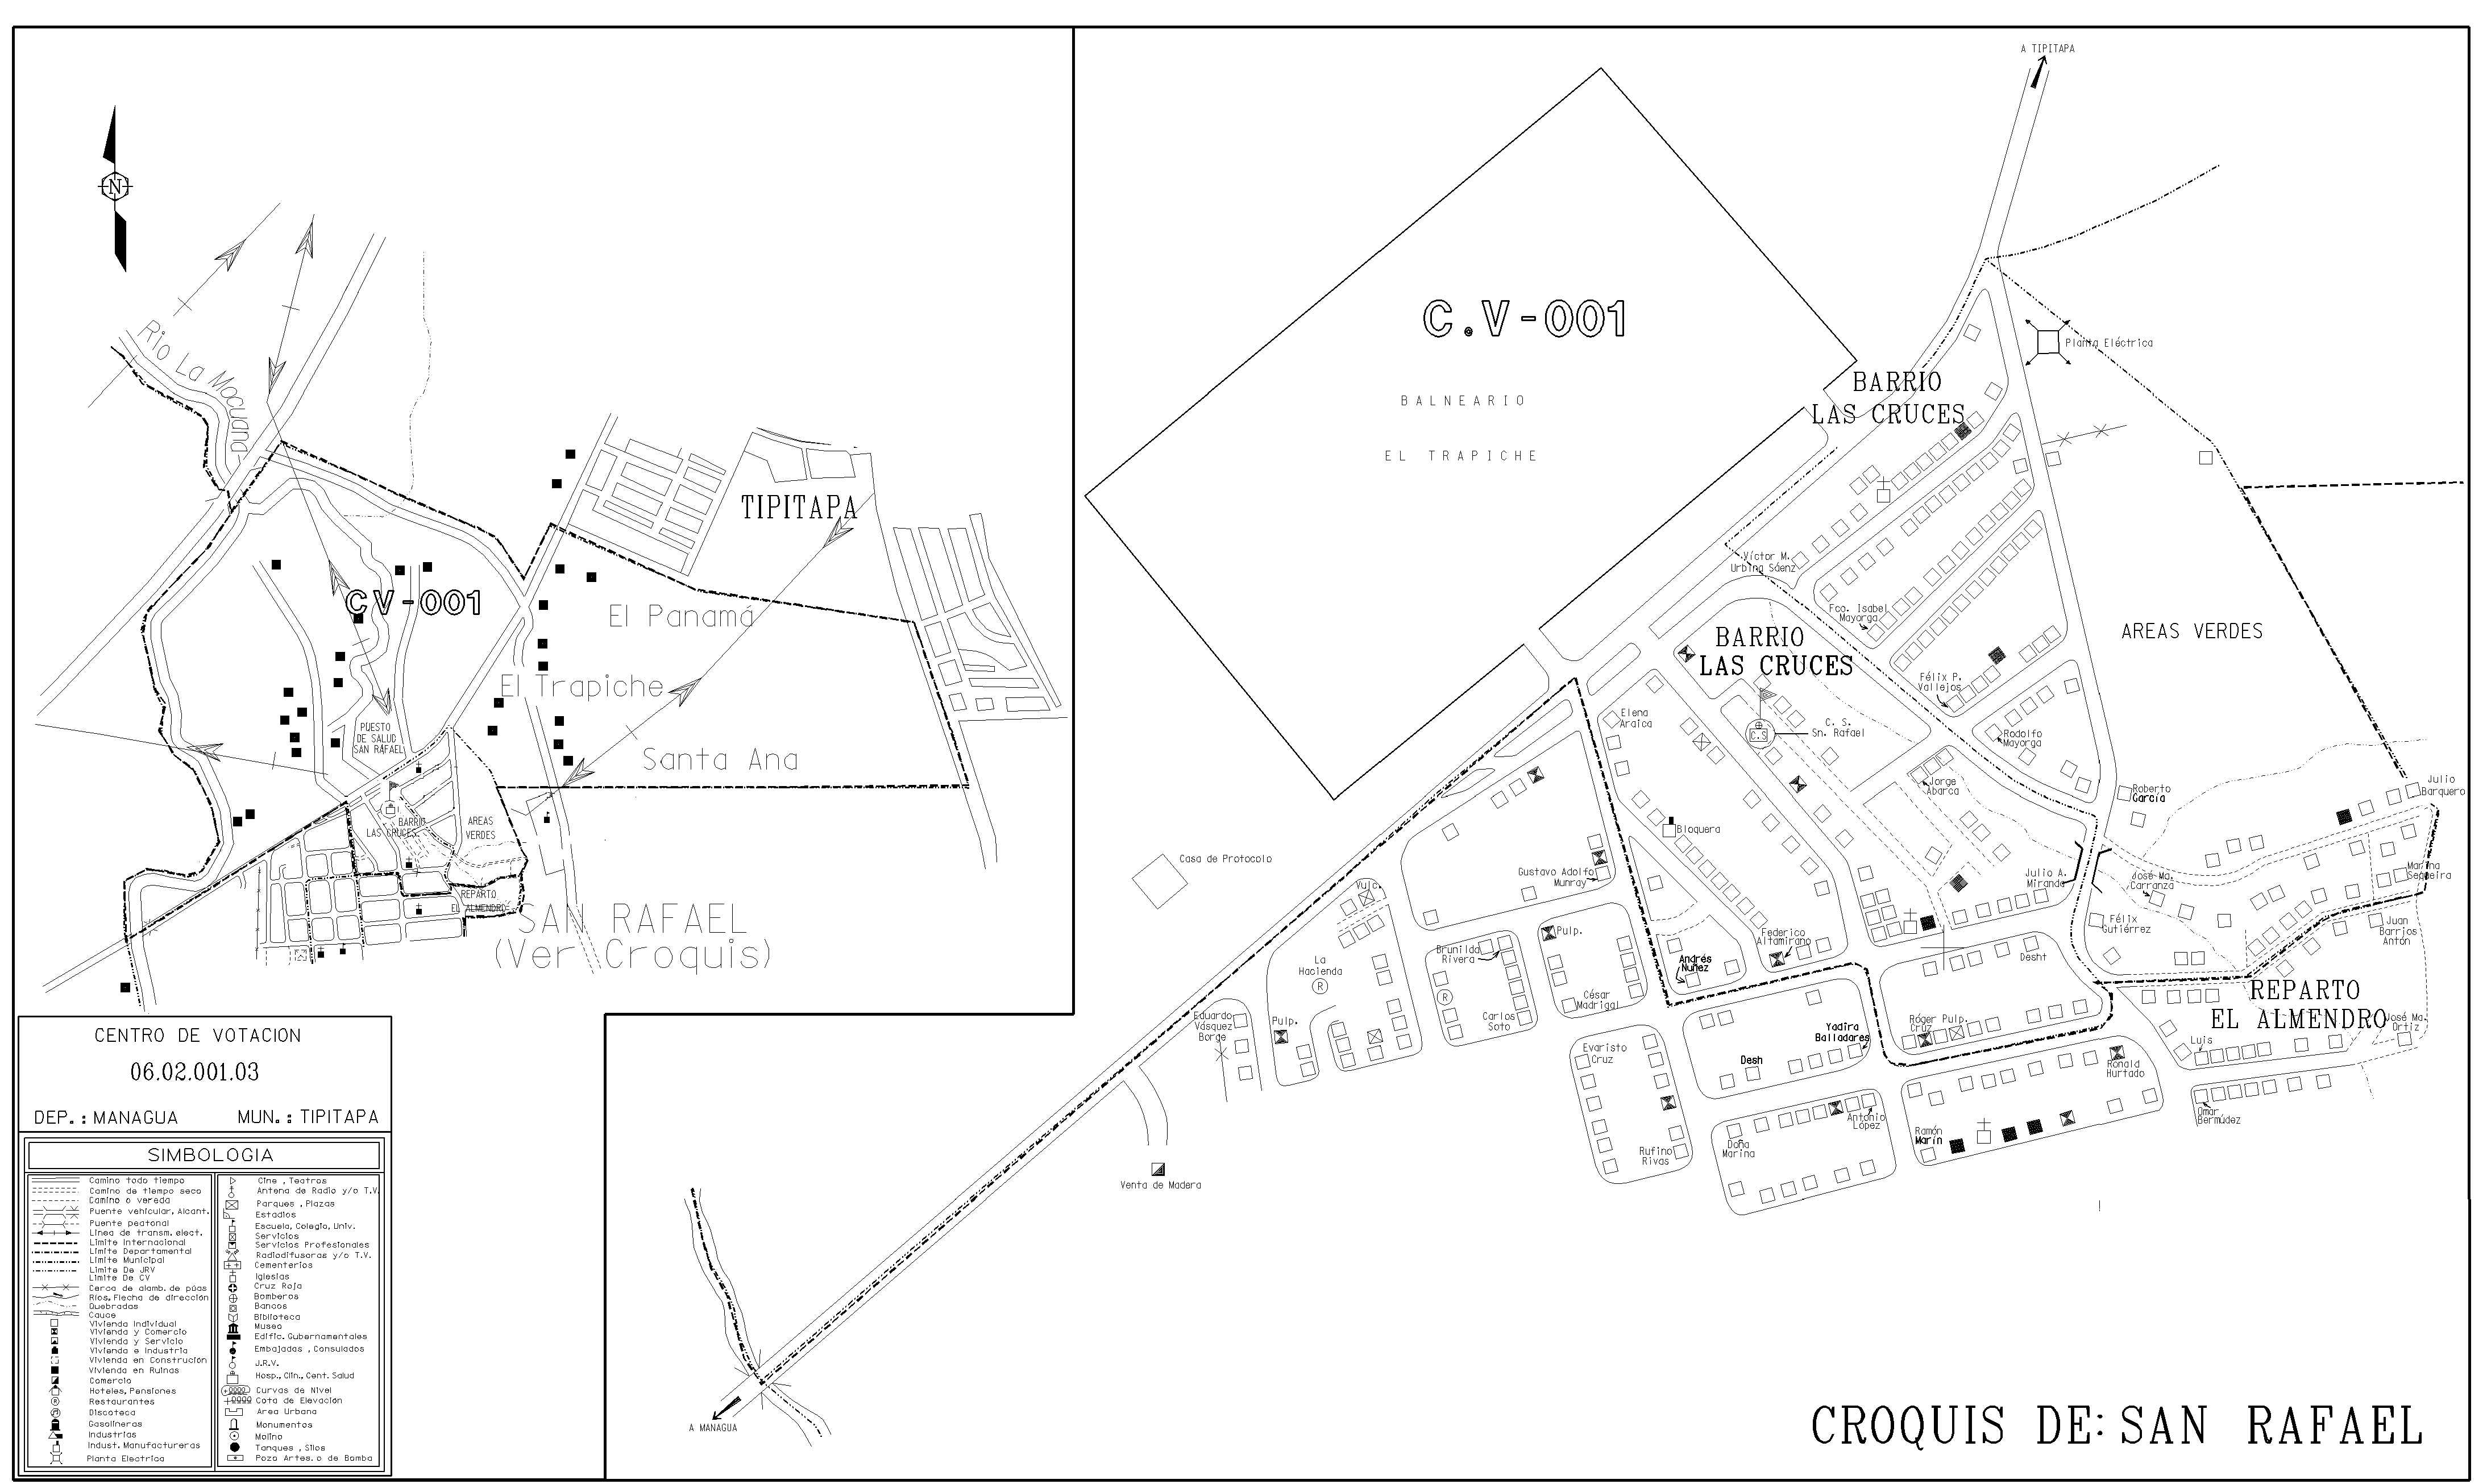 N
Rio La Mocuana
TIPITAPA
CV-001
El Panamá
El Trapiche
Santa Ana
PUESTO
DE SALUD
SAN RAFAEL
BARRIO
LAS CRUCES
AREAS
VERDES
REPARTO
EL ALMENDRO
SAN RAFAEL
(Ver Croquis)
CENTRO DE VOTACION
06.02.001.03
DEP.: MANAGUA MUN.: TIPITAPA
SIMBOLOGIA
Camino todo tiempo
Camino de tiempo seco
Camino o vereda
Puente vehicular, Alcant.
Puente peatonal
Línea de transm. elect.
Límite Internacional
Límite Departamental
Límite Municipal
Límite De JRV
Límite De CV
Cerca de alamb. de púas
Ríos. Flecha de dirección
Quebradas
Cauce
Vivienda Individual
Vivienda y Comercio
Vivienda y Servicio
Vivienda e Industria
Vivienda en Construción
Vivienda en Ruinas
Comercio
Hoteles, Pensiones
Restaurantes
Discoteca
Gasolineras
Industrias
Indust. Manufactureras
Planta Electrica
Cine , Teatros
Antena de Radio y/o T.V.
Parques , Plazas
Estadios
Escuela, Colegio, Univ.
Servicios
Servicios Profesionales
Radiodifusoras y/o T.V.
Cementerios
Iglesias
Cruz Roja
Bomberos
Bancos
Biblioteca
Museo
Edific. Gubernamentales
Embajadas , Consulados
J.R.V.
Hosp., Clin., Cent. Salud
Curvas de Nivel
Cota de Elevación
Area Urbana
Monumentos
Molino
Tanques , Silos
Pozo Artes. o de Bomba
A TIPITAPA
C.V-001
BALNEARIO
EL TRAPICHE
Planta Eléctrica
BARRIO
LAS CRUCES
Víctor M.
Urbina Sáenz
Fco. Isabel
Mayorga
AREAS VERDES
BARRIO
LAS CRUCES
Félix P.
Vallejos
Elena
Araica
C. S.
Sn. Rafael
C.S
Rodolfo
Mayorga
Jorge
Abarca
Roberto
García
Julio
Barquero
Bloquera
Casa de Protocolo
Gustavo Adolfo
Munray
Vulc.
Julio A.
Miranda
José Ma.
Carranza
Marina
Sequeira
Félix
Gutiérrez
Juan
Barrios
Antón
Pulp.
Federico
Altamirano
Brunilda
Rivera
La
Hacienda
R
R
Andrés
Nuñez
Desht
César
Madrigal
REPARTO
EL ALMENDRO
Eduardo
Vásquez
Borge
Pulp.
Carlos
Soto
Yadira
Balladares
Róger
Cruz
Pulp.
José Ma.
Ortiz
Evaristo
Cruz
Desh
Luis
Ronald
Hurtado
Antonio
López
Omar
Bermúdez
Doña
Marina
Ramón
Marín
Rufino
Rivas
Venta de Madera
A MANAGUA
CROQUIS DE: SAN RAFAEL